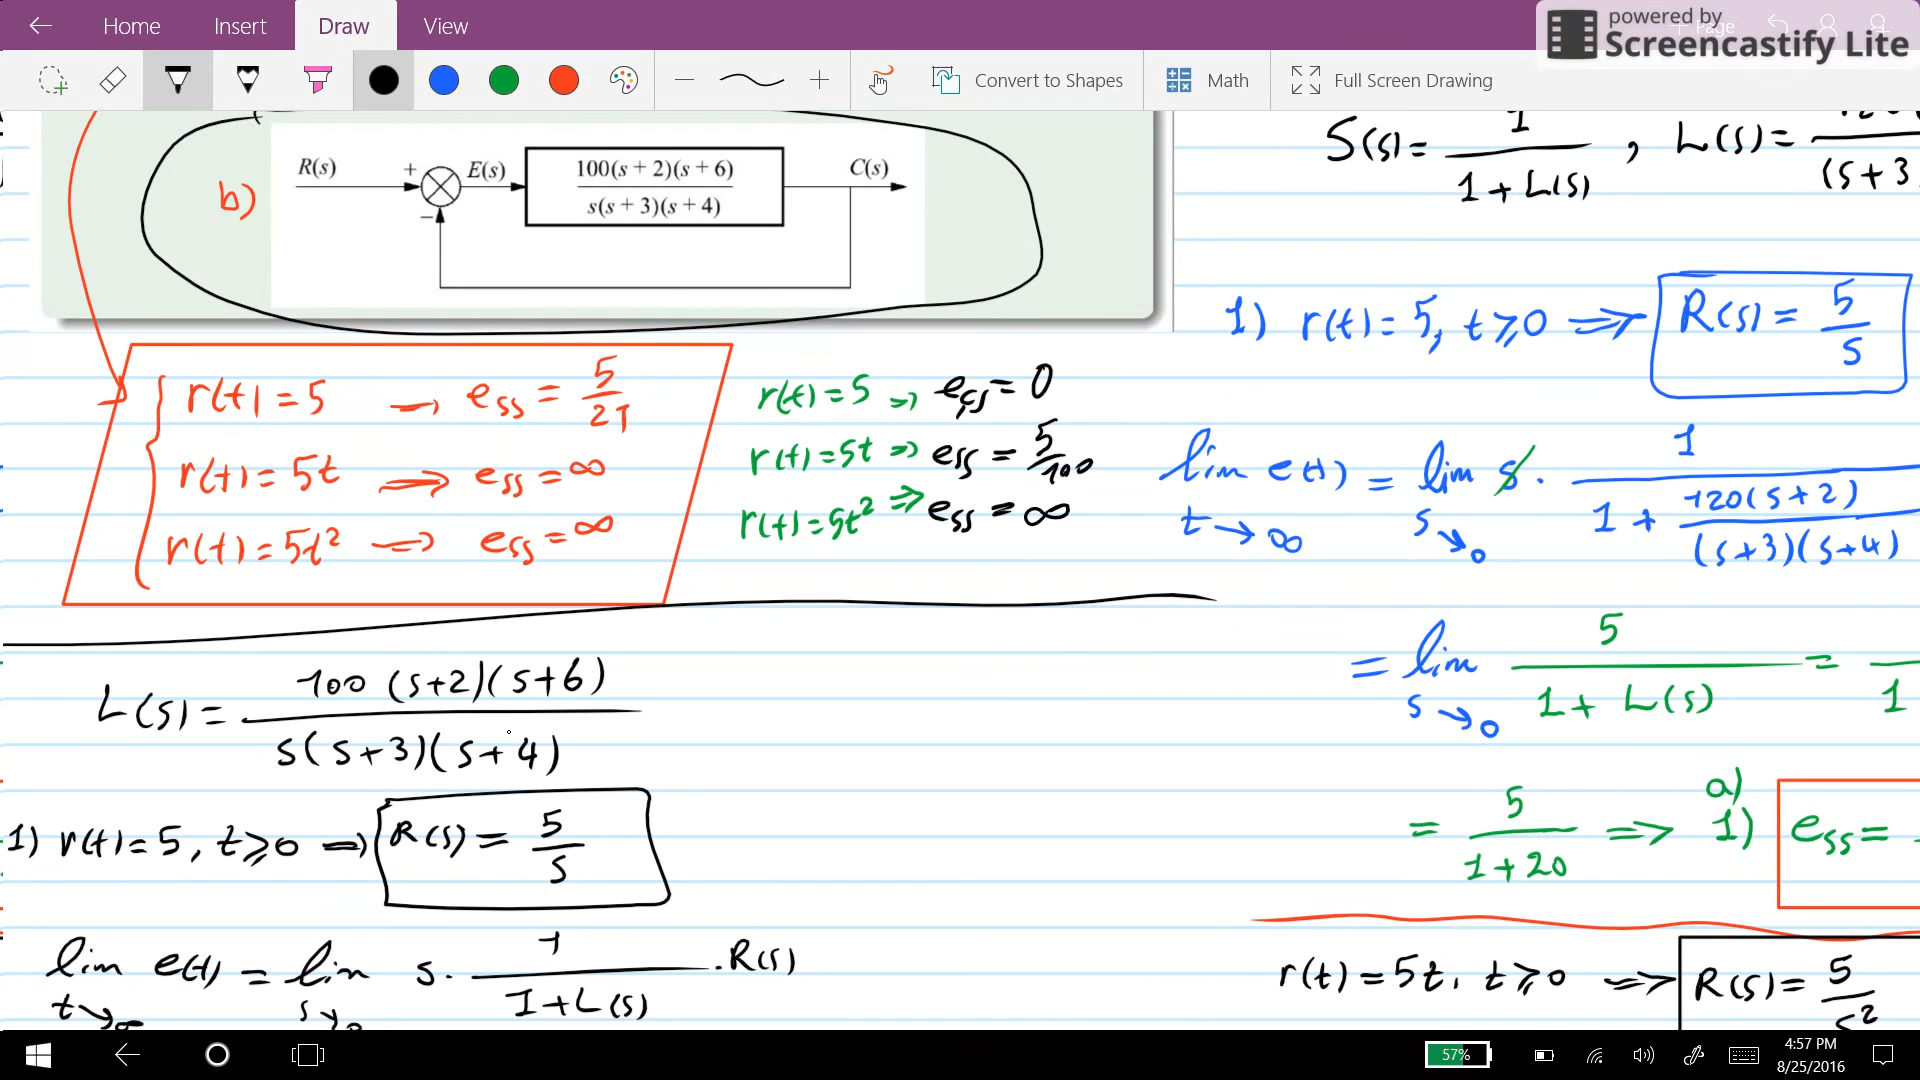 Home Insert Draw View
Page
powered by
Screencastify Lite
Convert to Shapes Math Full Screen Drawing
b)
R(s) + E(s) 100(s + 2)(s + 6) C(s)
− s(s + 3)(s + 4)
r(t) = 5 → ess = 5/21
r(t) = 5t ⟹ ess = ∞
r(t) = 5t² → ess = ∞
r(t) = 5 ⇒ ess = 0
r(t) = 5t ⇒ ess = 5/100
r(t) = 5t² ⇒ ess = ∞
L(s) = 100 (s+2)(s+6)
s(s+3)(s+4)
1) r(t) = 5, t ≥ 0 ⟹ R(s) = 5/s
lim e(t) = lim s · 1 · R(s)
t→∞ s→0 1+L(s)
S(s) = 1 , L(s) =
1 + L(s) (s+3
1) r(t) = 5, t ≥ 0 ⟹ R(s) = 5/s
lim e(t) = lim s · 1
t→∞ s→0 1 + 120(s+2)
(s+3)(s+4)
= lim 5 =
s→0 1 + L(s) 1
= 5 ⟹ a) 1) ess =
1+20
r(t) = 5t, t ≥ 0 ⟹ R(s) = 5/s²
57%
4:57 PM
8/25/2016